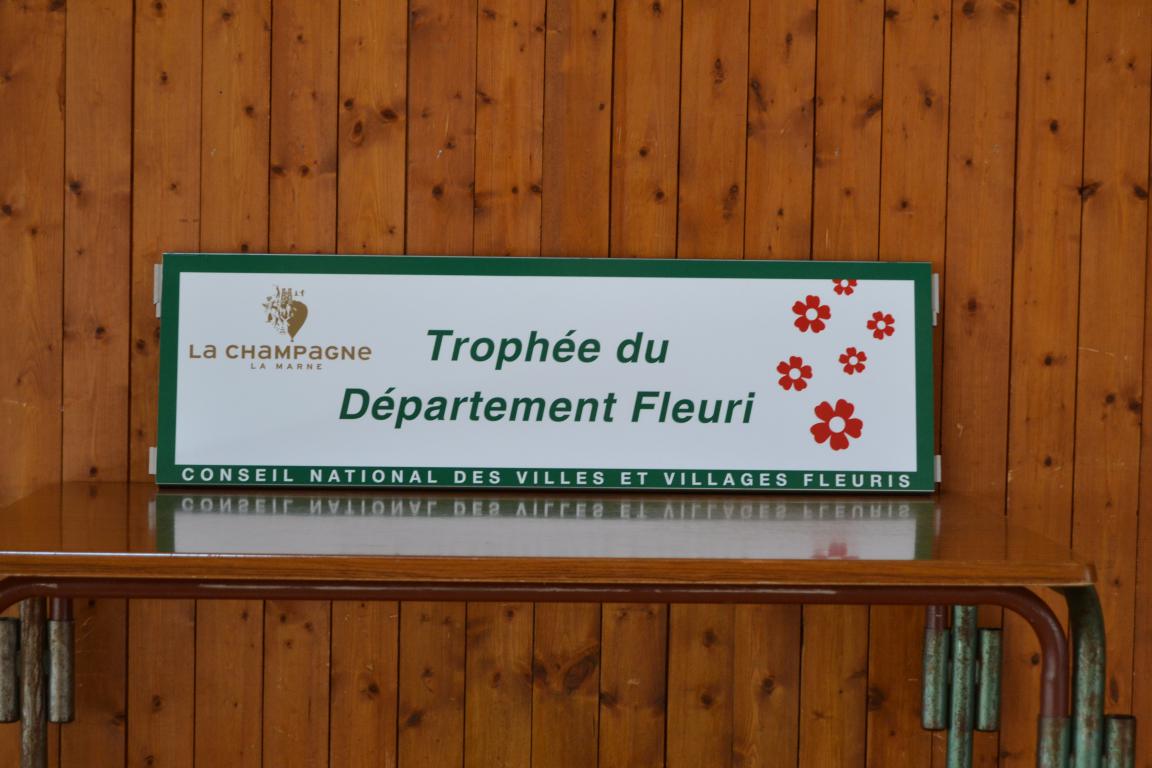 La CHamPaGne
La Marne
Trophée du
Département Fleuri
CONSEIL NATIONAL DES VILLES ET VILLAGES FLEURIS